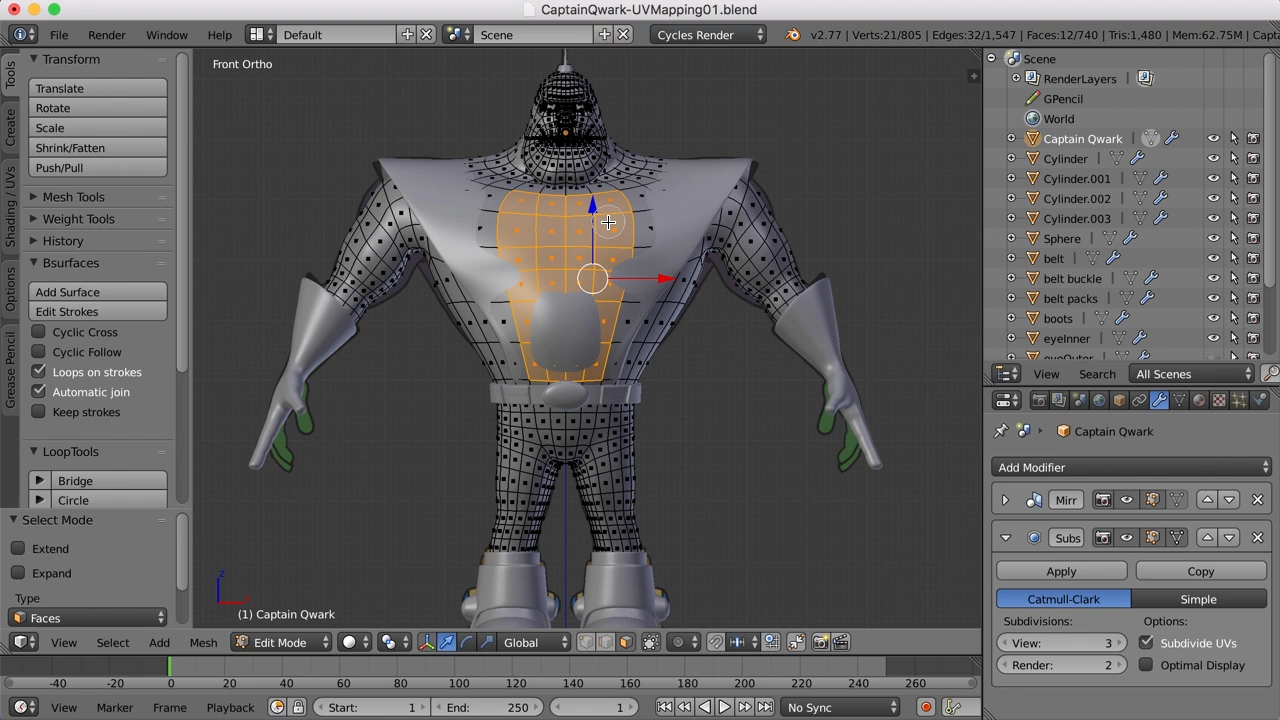 CaptainQwark-UVMapping01.blend
File Render Window Help Default Scene Cycles Render v2.77 | Verts:21/805 | Edges:32/1,547 | Faces:12/740 | Tris:1,480 | Mem:62.75M | Capta
Tools
Create
Shading / UVs
Options
Grease Pencil
Transform
Translate
Rotate
Scale
Shrink/Fatten
Push/Pull
Mesh Tools
Weight Tools
History
Bsurfaces
Add Surface
Edit Strokes
Cyclic Cross
Cyclic Follow
Loops on strokes
Automatic join
Keep strokes
LoopTools
Bridge
Circle
Select Mode
Extend
Expand
Type
Faces
Front Ortho
z
(1) Captain Qwark
View Select Add Mesh Edit Mode Global
-40 -20 0 20 40 60 80 100 120 140 160 180 200 220 240 260
View Marker Frame Playback Start: 1 End: 250 1 No Sync
Scene
RenderLayers
GPencil
World
Captain Qwark
Cylinder
Cylinder.001
Cylinder.002
Cylinder.003
Sphere
belt
belt buckle
belt packs
boots
eyeInner
eyeOuter
View Search All Scenes
Captain Qwark
Add Modifier
Mirr
Subs
Apply Copy
Catmull-Clark Simple
Subdivisions: Options:
View: 3 Subdivide UVs
Render: 2 Optimal Display